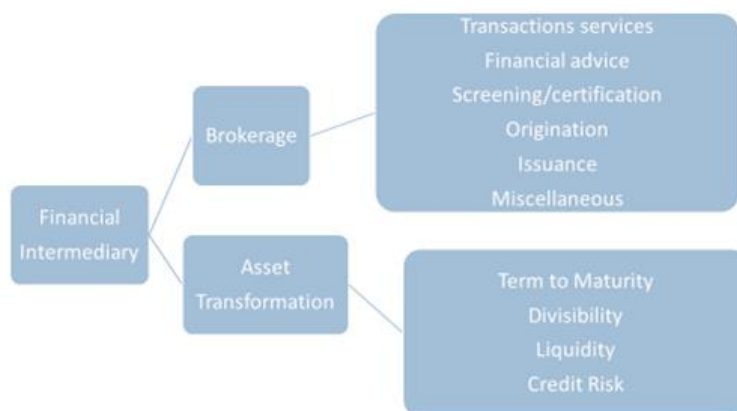 Transactions services
Financial advice
Screening/certification
Origination
Issuance
Miscellaneous
Brokerage
Financial
Intermediary
Asset
Transformation
Term to Maturity
Divisibility
Liquidity
Credit Risk